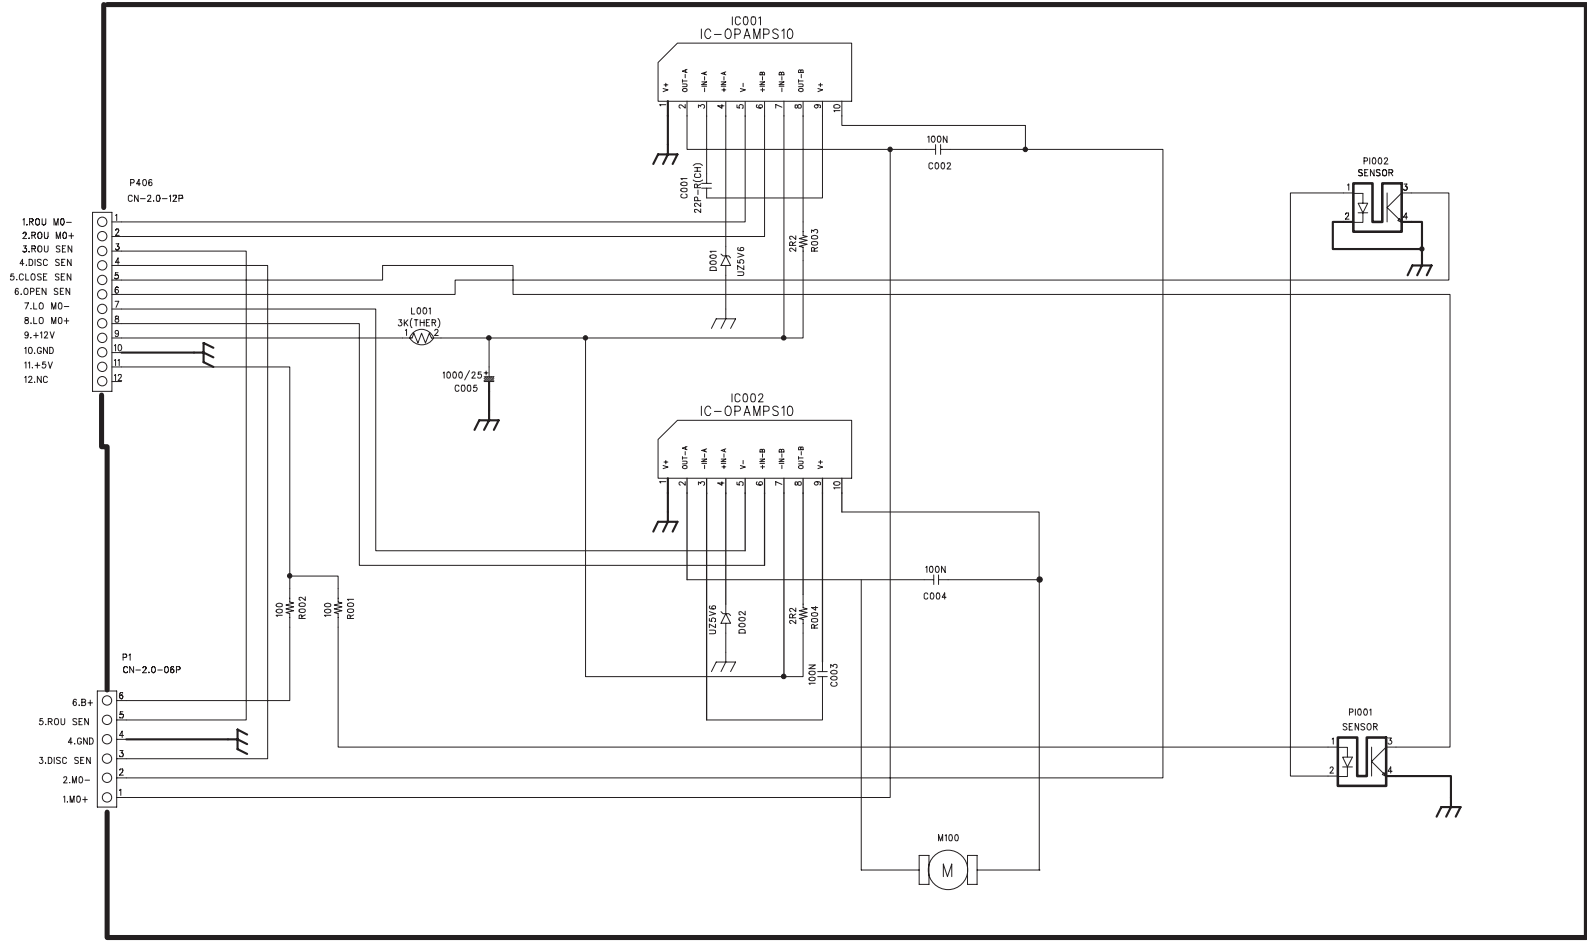 IC001
IC-OPAMPS10
V+
OUT-A
-IN-A
+IN-A
V-
+IN-B
-IN-B
OUT-B
V+
1
2
3
4
5
6
7
8
9
10
100N
C002
C001
22P-R(CH)
2R2
R003
D001
UZ5V6
PI002
SENSOR
1
3
2
4
P406
CN-2.0-12P
1.ROU MO-
2.ROU MO+
3.ROU SEN
4.DISC SEN
5.CLOSE SEN
6.OPEN SEN
7.LO MO-
8.LO MO+
9.+12V
10.GND
11.+5V
12.NC
1
2
3
4
5
6
7
8
9
10
11
12
L001
3K(THER)
1
2
1000/25
+
C005
IC002
IC-OPAMPS10
V+
OUT-A
-IN-A
+IN-A
V-
+IN-B
-IN-B
OUT-B
V+
1
2
3
4
5
6
7
8
9
10
100N
C004
UZ5V6
D002
2R2
R004
100N
C003
100
R002
100
R001
P1
CN-2.0-06P
6.B+
5.ROU SEN
4.GND
3.DISC SEN
2.MO-
1.MO+
6
5
4
3
2
1
PI001
SENSOR
1
3
2
4
M100
M